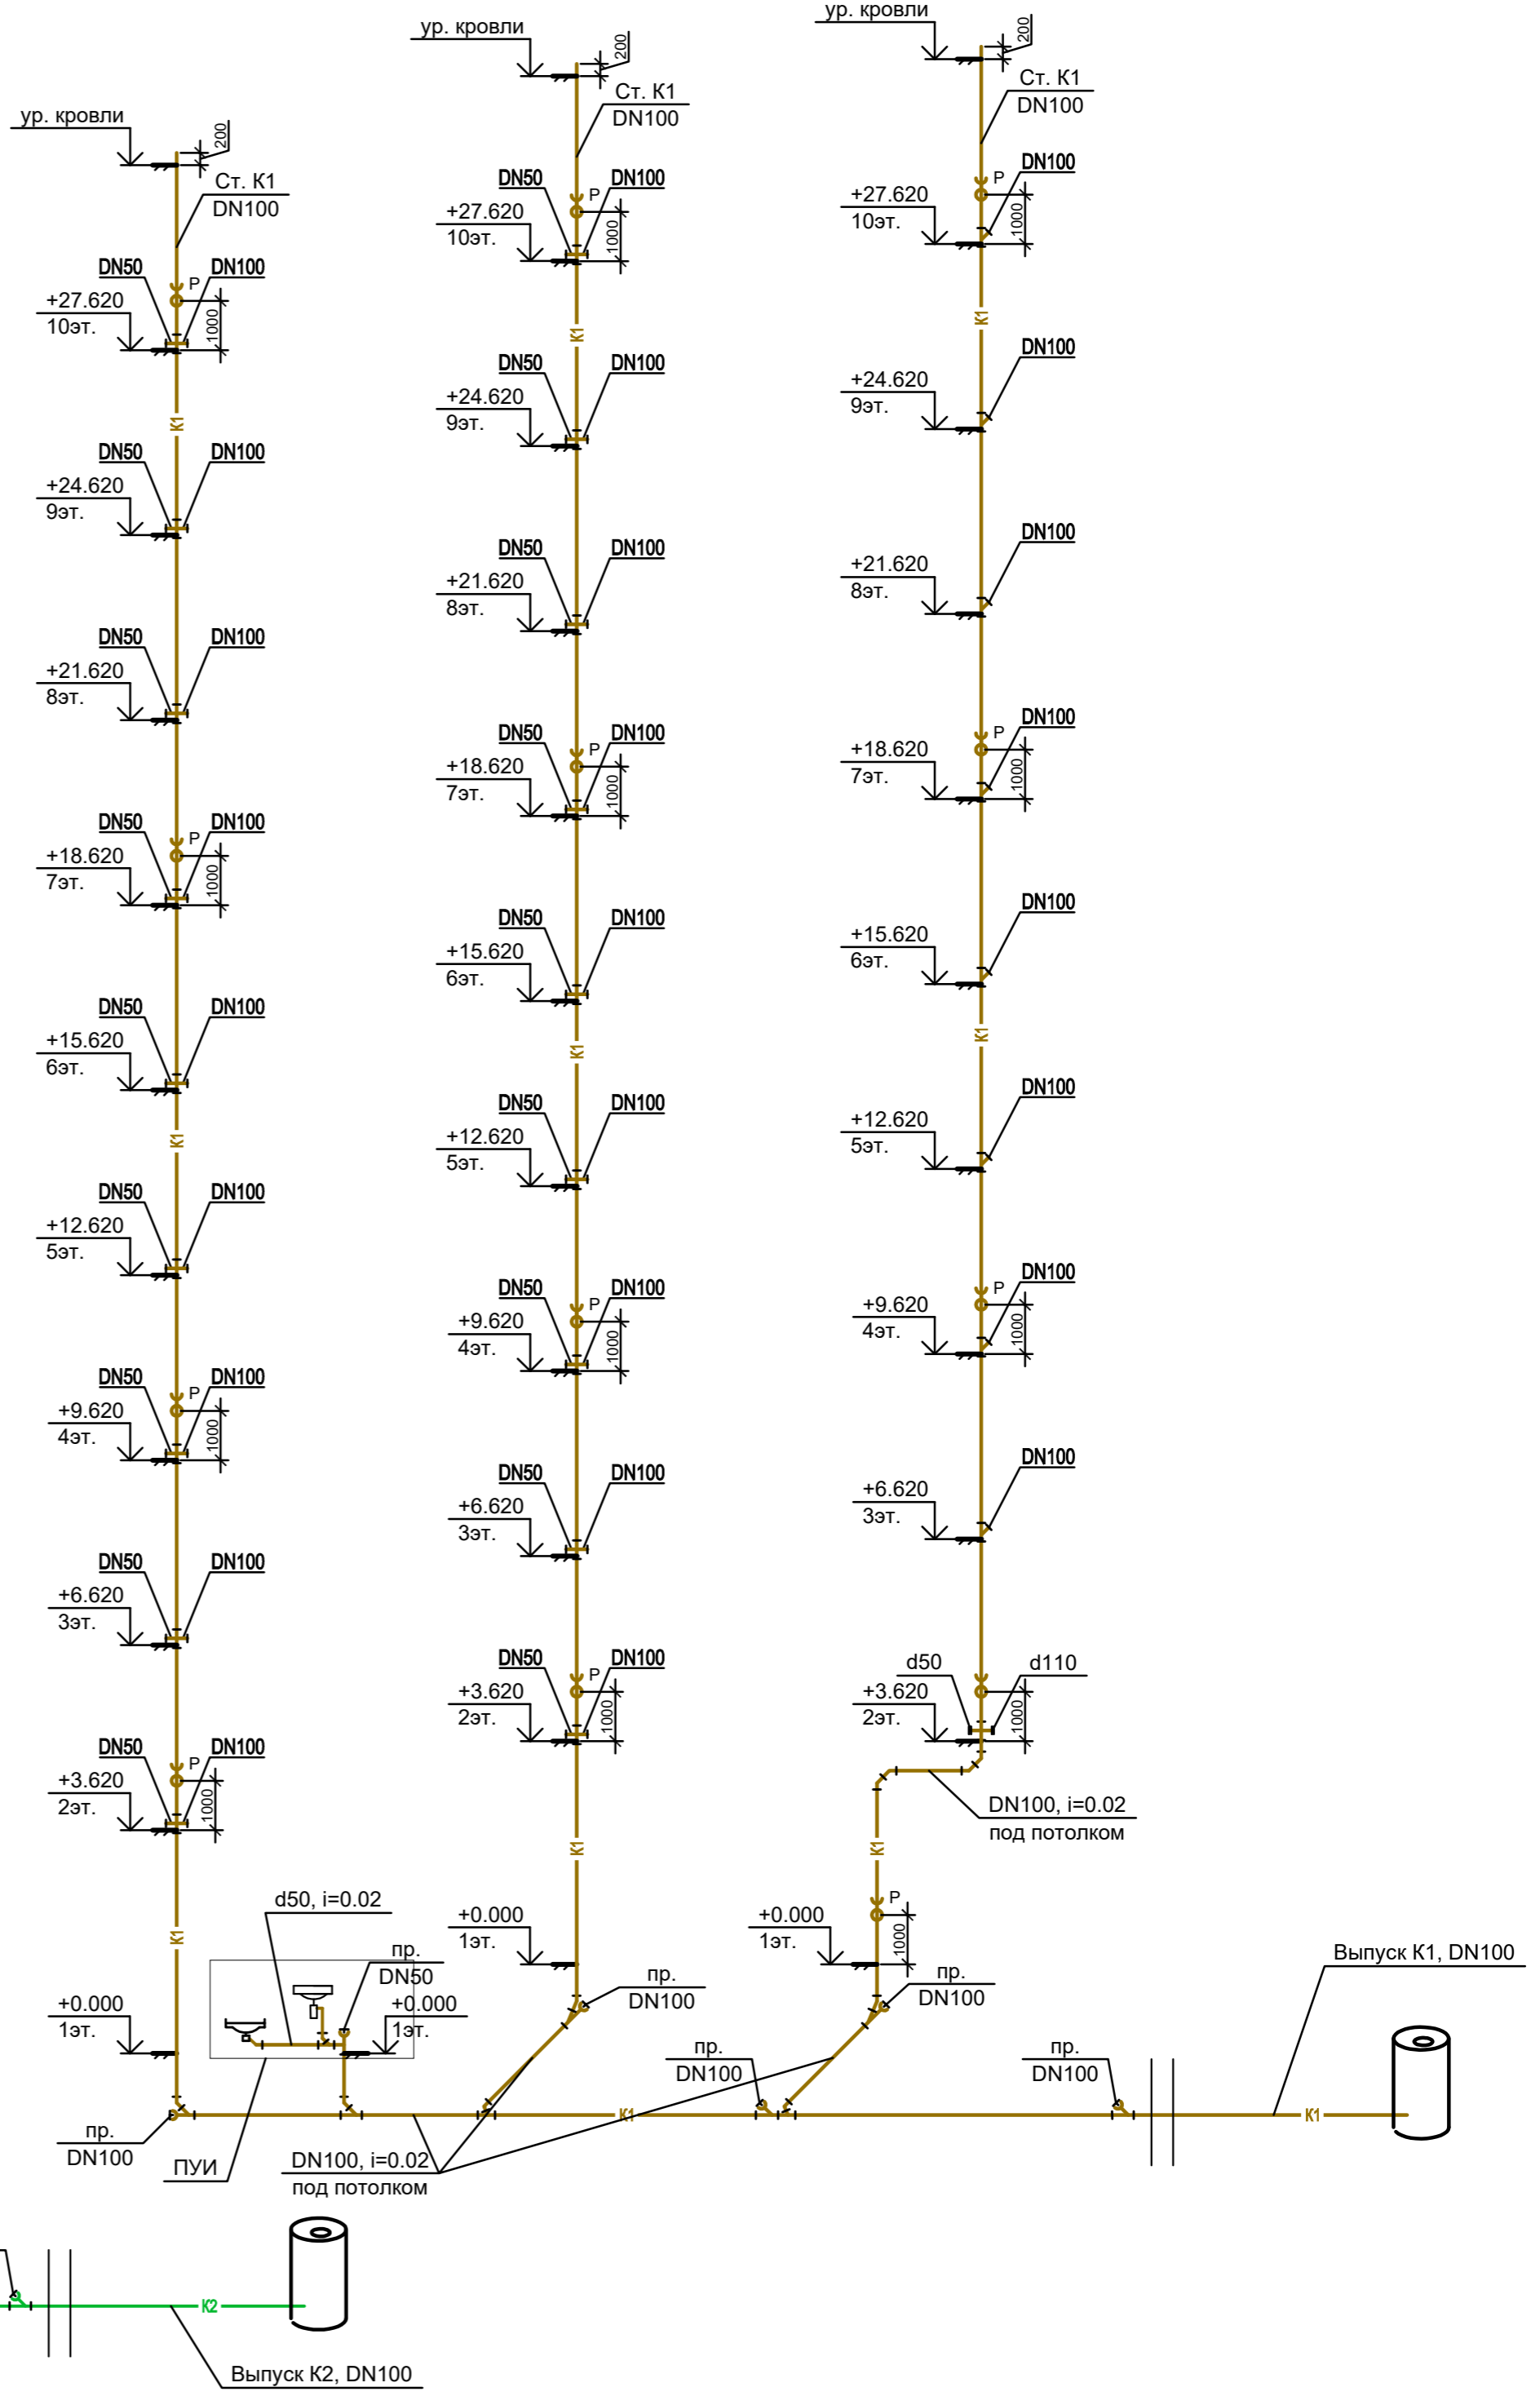 ур. кровли
200
Ст. К1
DN100
DN50
DN100
Р
+27.620
10эт.
1000
К1
DN50
DN100
+24.620
9эт.
DN50
DN100
+21.620
8эт.
DN50
DN100
Р
+18.620
7эт.
1000
DN50
DN100
+15.620
6эт.
К1
DN50
DN100
+12.620
5эт.
DN50
DN100
Р
+9.620
4эт.
1000
DN50
DN100
+6.620
3эт.
DN50
DN100
Р
+3.620
2эт.
1000
К1
+0.000
1эт.
ур. кровли
200
Ст. К1
DN100
DN50
DN100
Р
+27.620
10эт.
1000
К1
DN50
DN100
+24.620
9эт.
DN50
DN100
+21.620
8эт.
DN50
DN100
Р
+18.620
7эт.
1000
DN50
DN100
+15.620
6эт.
К1
DN50
DN100
+12.620
5эт.
DN50
DN100
Р
+9.620
4эт.
1000
DN50
DN100
+6.620
3эт.
DN50
DN100
Р
+3.620
2эт.
1000
К1
+0.000
1эт.
ур. кровли
200
Ст. К1
DN100
DN100
Р
+27.620
10эт.
1000
К1
DN100
+24.620
9эт.
DN100
+21.620
8эт.
DN100
Р
+18.620
7эт.
1000
DN100
+15.620
6эт.
К1
DN100
+12.620
5эт.
DN100
Р
+9.620
4эт.
1000
DN100
+6.620
3эт.
d50
d110
+3.620
2эт.
1000
DN100, i=0.02
под потолком
К1
Р
+0.000
1эт.
1000
d50, i=0.02
пр.
DN50
+0.000
1эт.
пр.
DN100
пр.
DN100
Выпуск К1, DN100
пр.
DN100
пр.
DN100
К1
К1
пр.
DN100
ПУИ
DN100, i=0.02
под потолком
К2
Выпуск К2, DN100